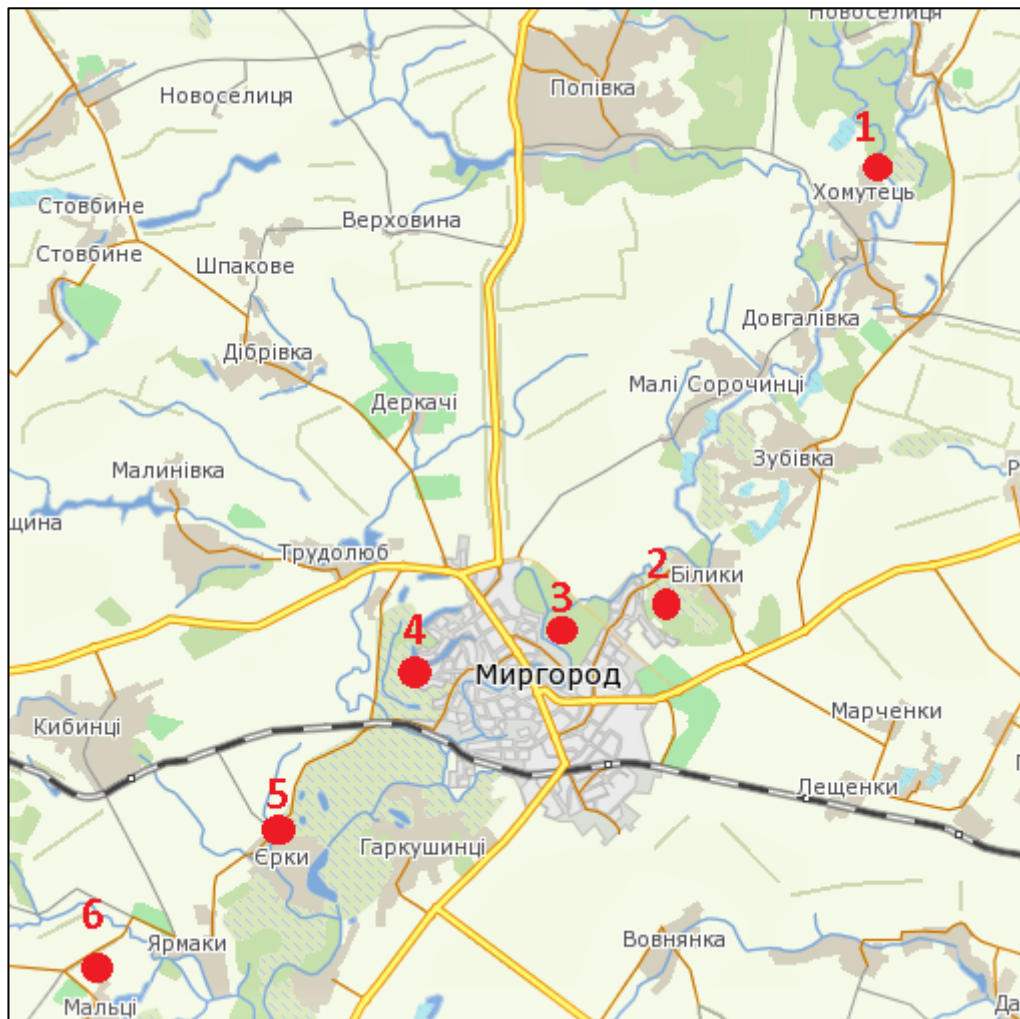 Новоселиця
Попівка
Новоселиця
1
Хомутець
Стовбине
Верховина
Стовбине
Шпакове
Довгалівка
Дібрівка
Малі Сорочинці
Деркачі
Зубівка
Малинівка
щина
Трудолюб
2
Білики
3
4
Миргород
Марченки
Кибинці
Лещенки
5
Гаркушинці
Єрки
6
Ярмаки
Вовнянка
Мальці